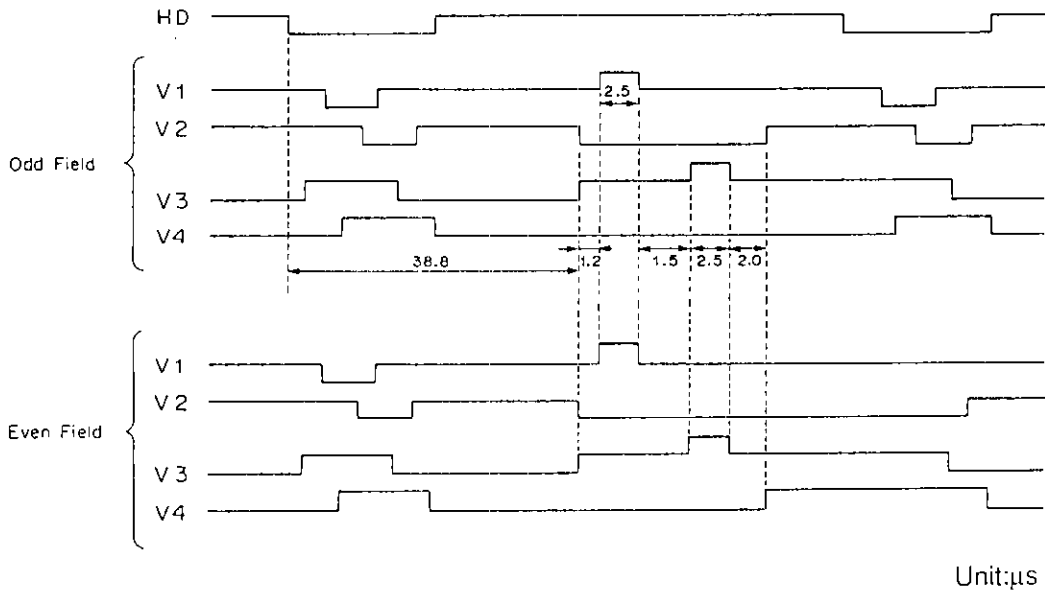 HD
Odd Field
V1
2.5
V2
V3
V4
38.8
1.2
1.5
2.5
2.0
Even Field
V1
V2
V3
V4
Unit:μs